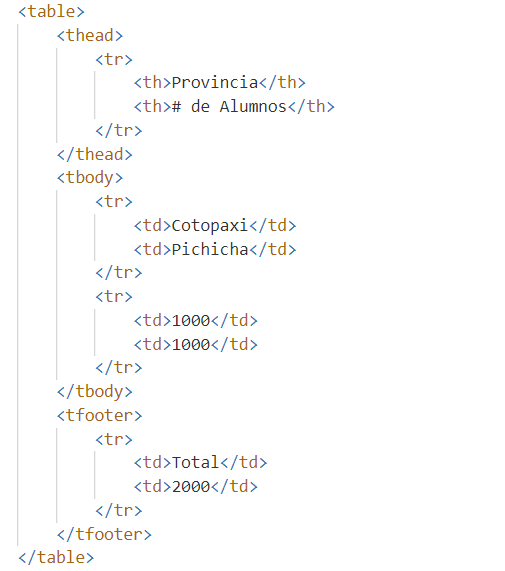 <table>
<thead>
<tr>
<th>Provincia</th>
<th># de Alumnos</th>
</tr>
</thead>
<tbody>
<tr>
<td>Cotopaxi</td>
<td>Pichicha</td>
</tr>
<tr>
<td>1000</td>
<td>1000</td>
</tr>
</tbody>
<tfooter>
<tr>
<td>Total</td>
<td>2000</td>
</tr>
</tfooter>
</table>